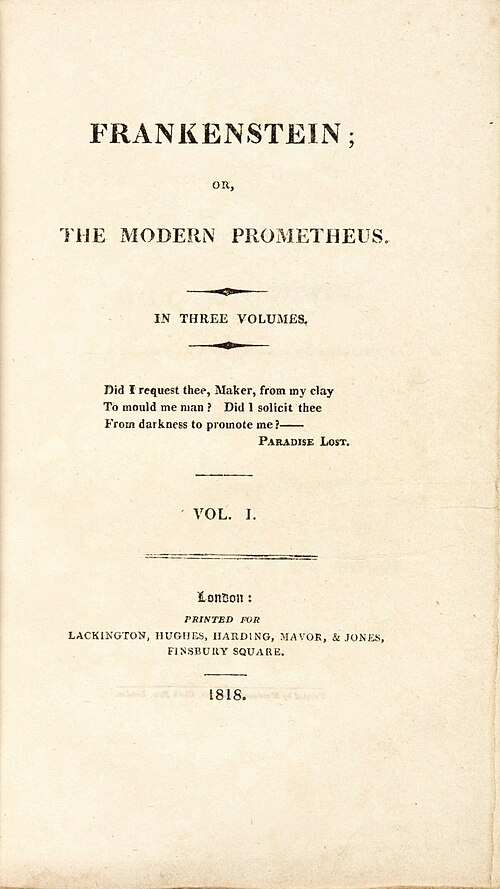 FRANKENSTEIN;
OR,
THE MODERN PROMETHEUS.
IN THREE VOLUMES.
Did I request thee, Maker, from my clay
To mould me man? Did I solicit thee
From darkness to promote me?——
PARADISE LOST.
VOL. I.
London:
PRINTED FOR
LACKINGTON, HUGHES, HARDING, MAVOR, & JONES,
FINSBURY SQUARE.
1818.